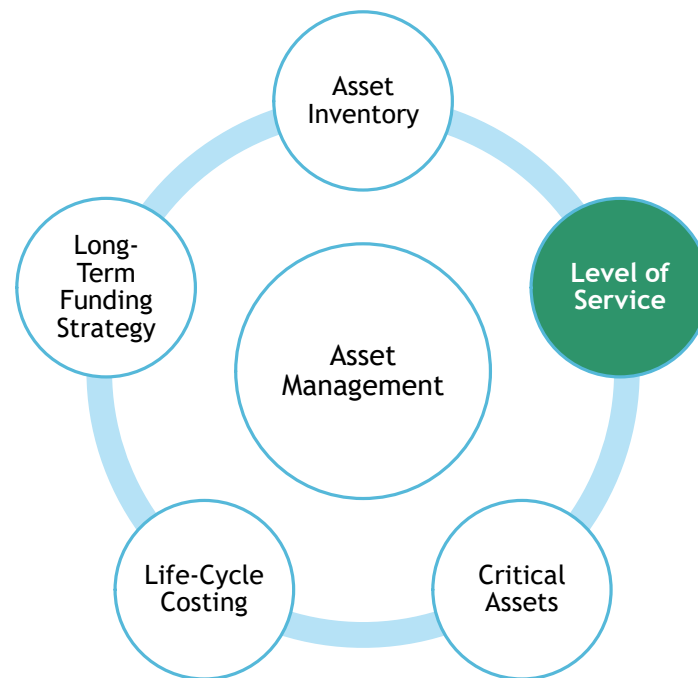 Asset
Inventory
Level of
Service
Critical
Assets
Life-Cycle
Costing
Long-
Term
Funding
Strategy
Asset
Management